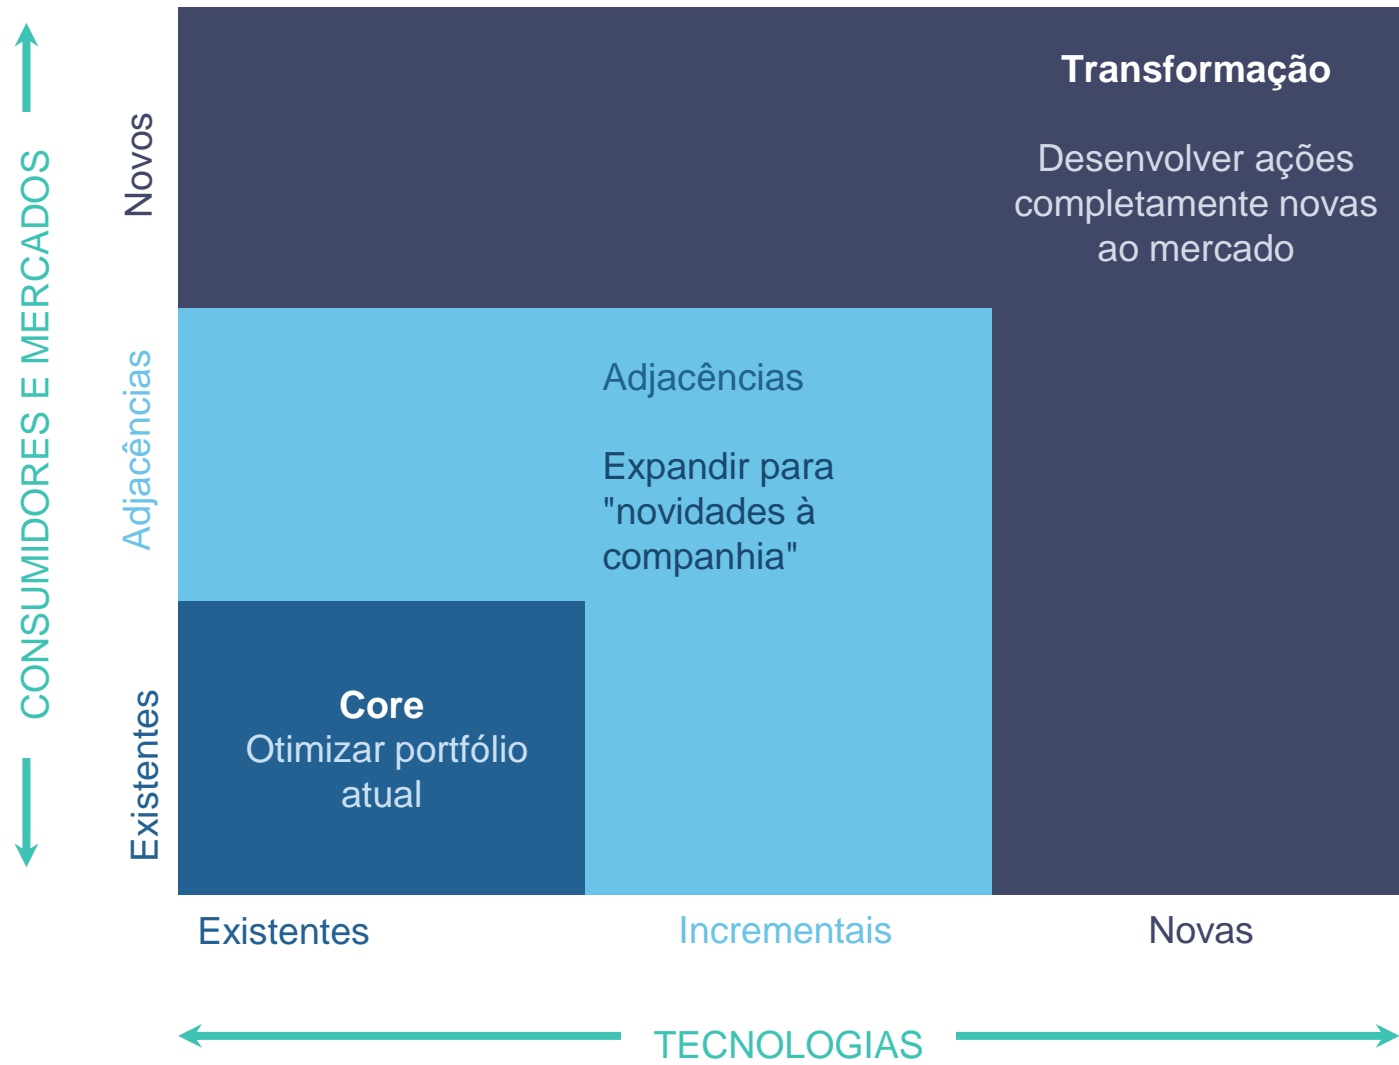 CONSUMIDORES E MERCADOS
Novos
Adjacências
Existentes
Transformação
Desenvolver ações
completamente novas
ao mercado
Adjacências
Expandir para
"novidades à
companhia"
Core
Otimizar portfólio
atual
Existentes
Incrementais
Novas
TECNOLOGIAS